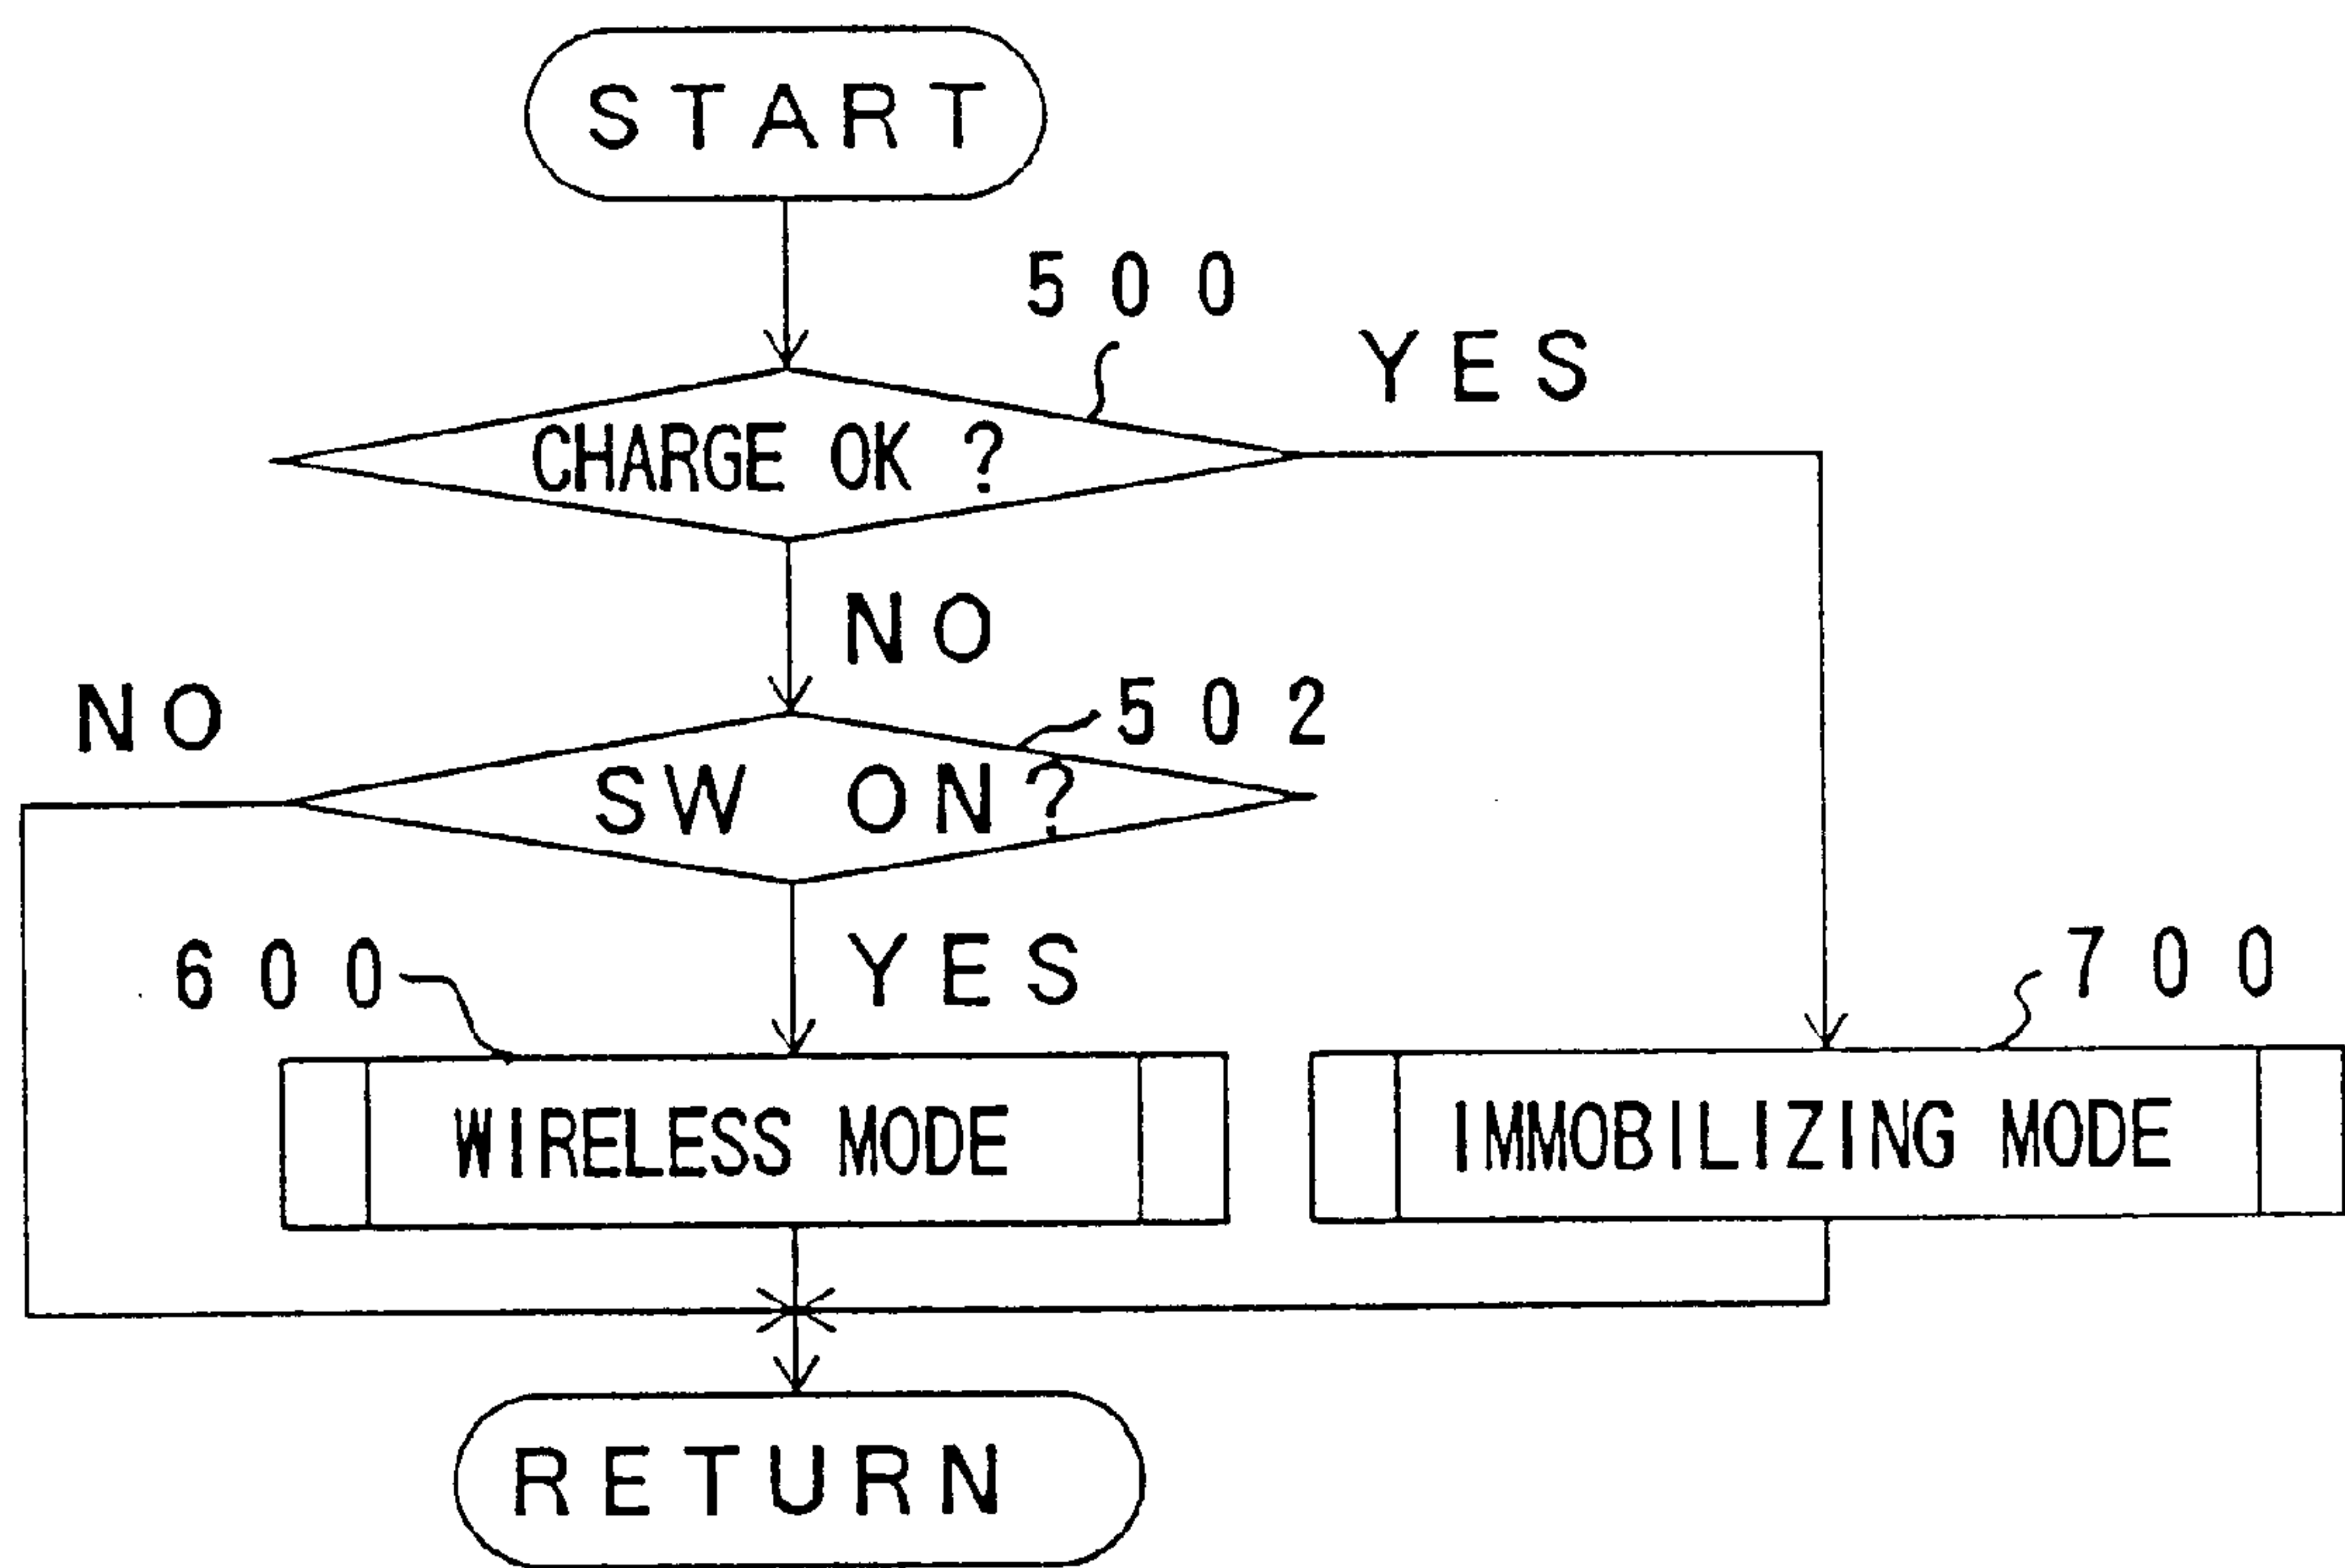 START
500
YES
CHARGE OK ?
NO
NO
502
SW ON?
600
YES
700
WIRELESS MODE
IMMOBILIZING MODE
RETURN